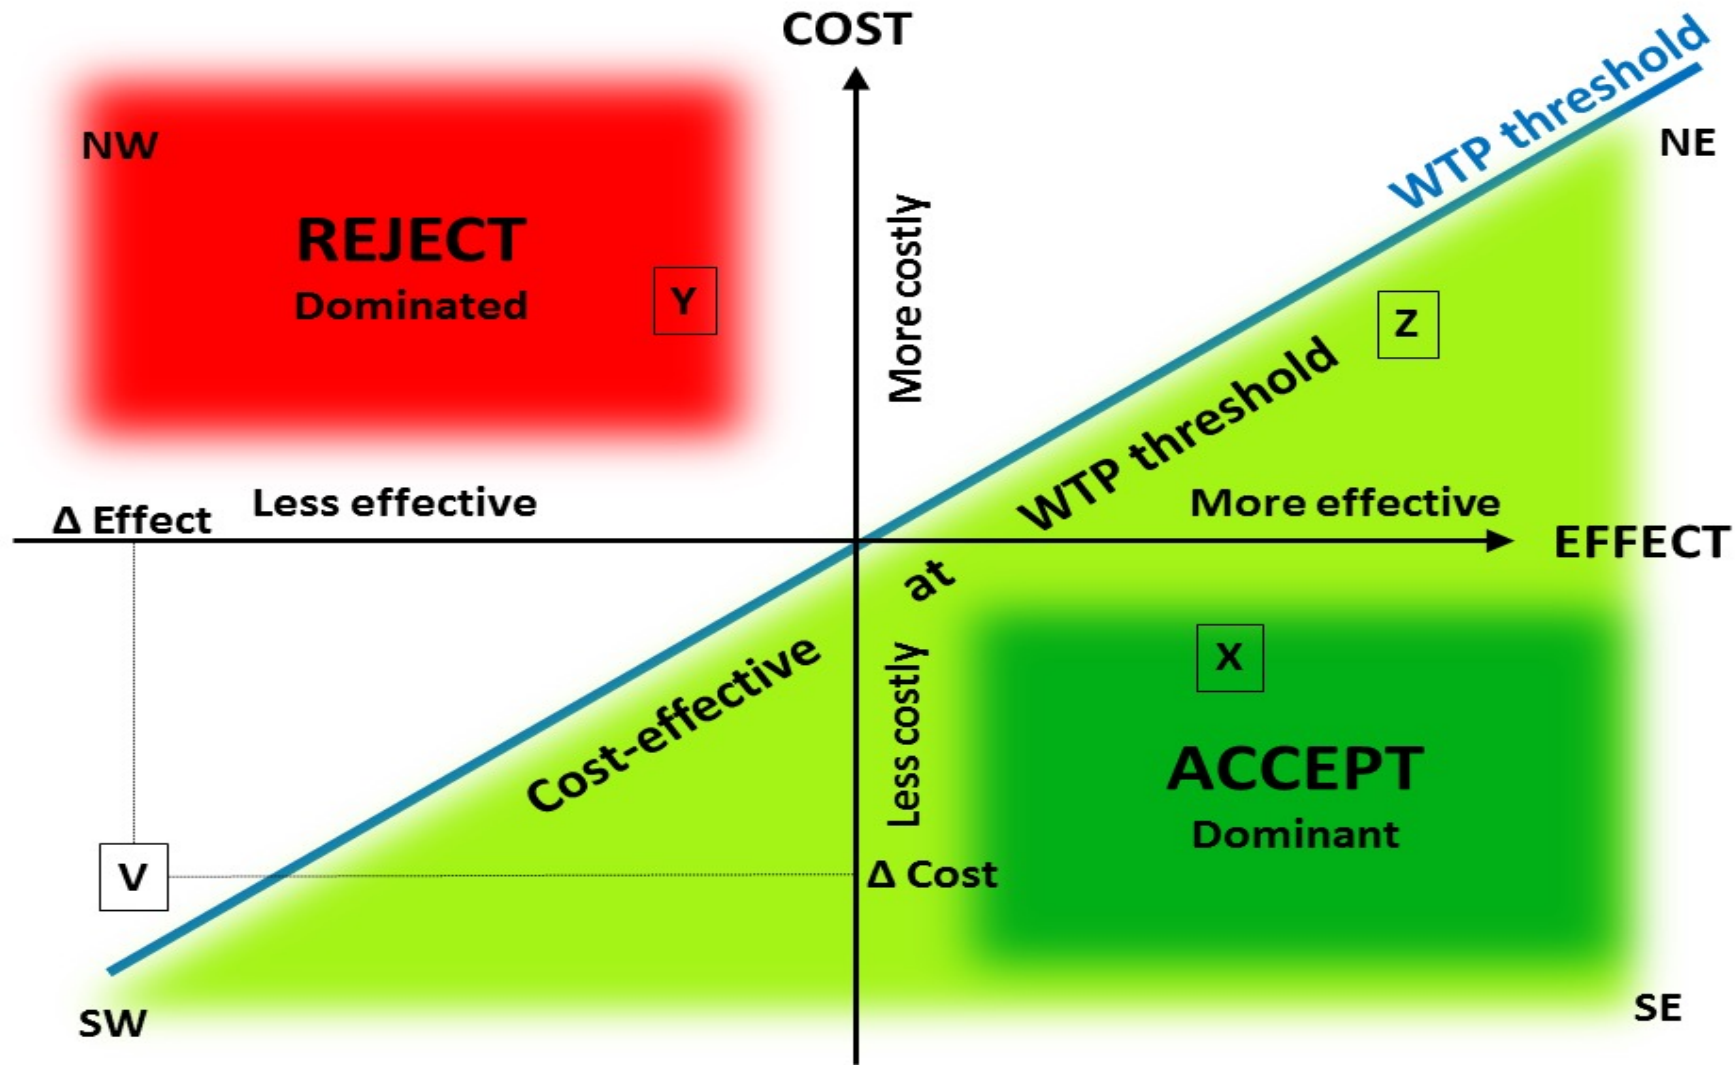 COST
WTP threshold
NW
NE
REJECT
Dominated
Y
More costly
Z
WTP threshold
Δ Effect
Less effective
More effective
EFFECT
at
Cost-effective
X
Less costly
ACCEPT
Dominant
V
Δ Cost
SW
SE